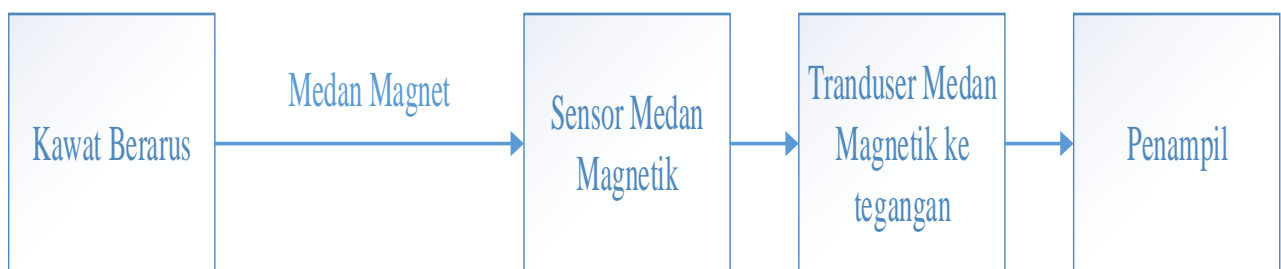 Kawat Berarus
Medan Magnet
Sensor Medan
Magnetik
Tranduser Medan
Magnetik ke
tegangan
Penampil